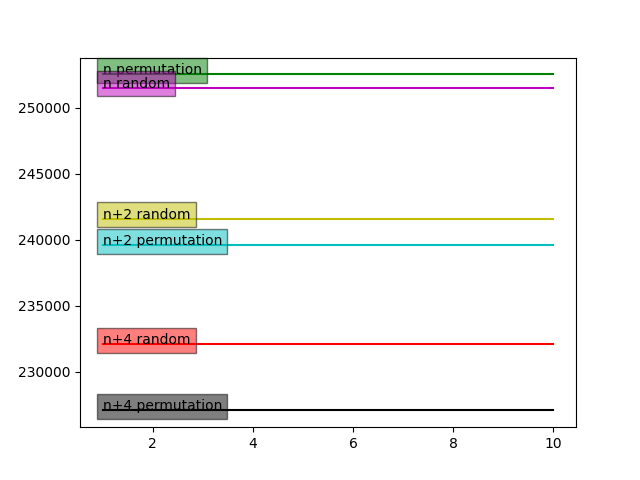 n permutation
n random
250000
245000
n+2 random
240000
n+2 permutation
235000
n+4 random
230000
n+4 permutation
2 4 6 8 10